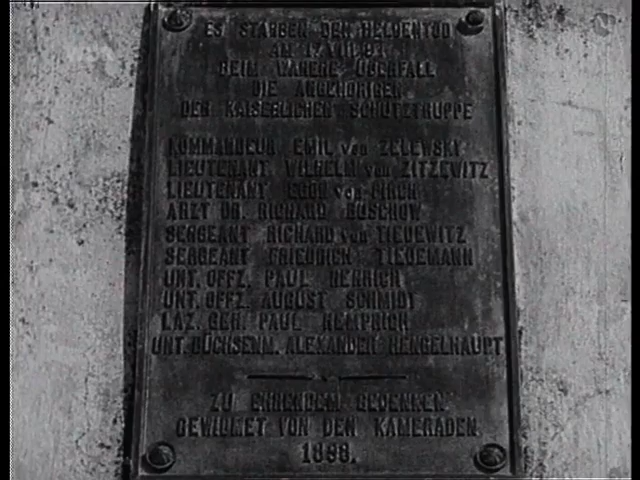 ES STARBEN DEN HELDENTOD
AM 17.VIII.91
BEIM WAHEHE ÜBERFALL
DIE ANGEHÖRIGEN
DER KAISERLICHEN SCHUTZTRUPPE
KOMMANDEUR EMIL von ZELEWSKY
LIEUTENANT WILHELM von ZITZEWITZ
LIEUTENANT von PIRCH
ARZT DR. RICHARD BUSCHOW
SERGEANT RICHARD von TIEDEWITZ
SERGEANT FRIEDRICH TIEDEMANN
UNT. OFFZ. PAUL HENRICH
UNT. OFFZ. AUGUST SCHMIDT
LAZ. GEH. PAUL HEMPRICH
UNT. BÜCHSENM. ALEXANDER HENGELHAUPT
ZU EHRENDEM GEDENKEN
GEWIDMET VON DEN KAMERADEN
1898.